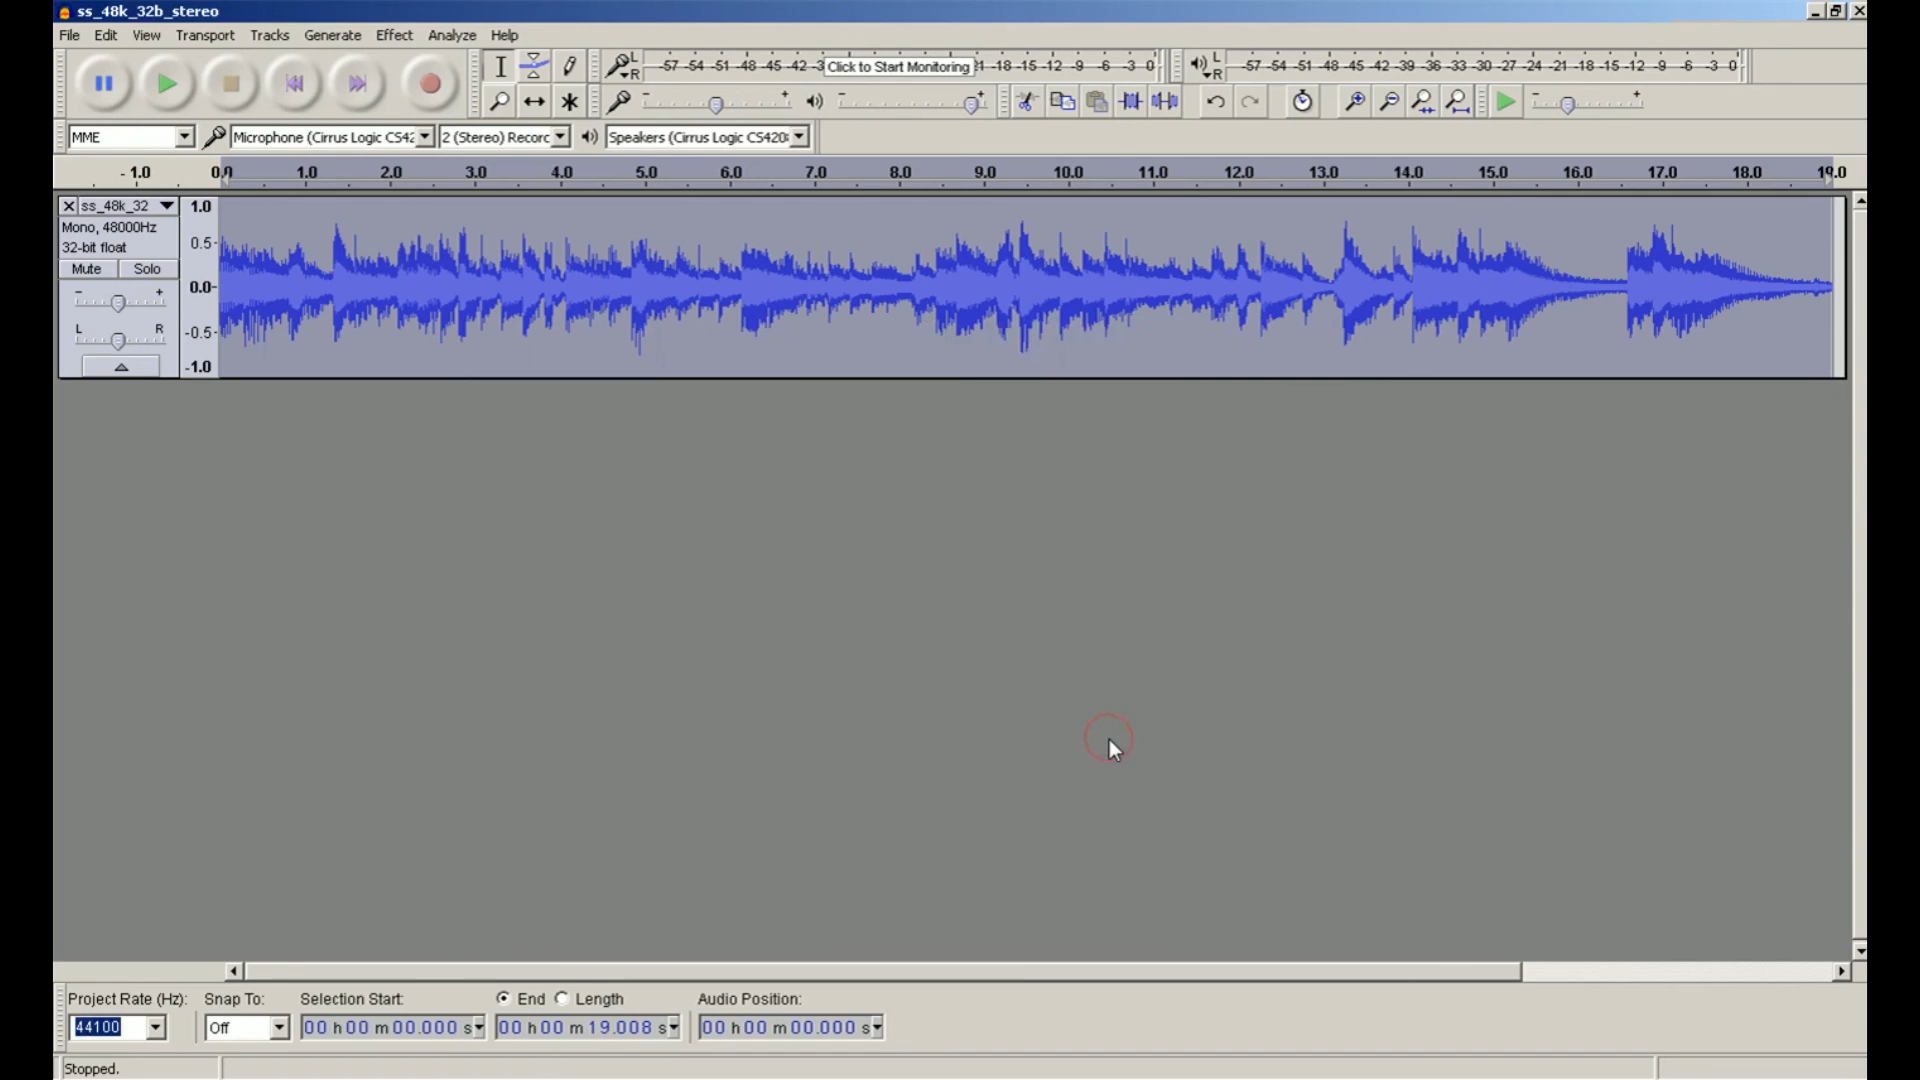 ss_48k_32b_stereo
File Edit View Transport Tracks Generate Effect Analyze Help
L R -57 -54 -51 -48 -45 -42 -3 Click to Start Monitoring 1 -18 -15 -12 -9 -6 -3 0
L R -57 -54 -51 -48 -45 -42 -39 -36 -33 -30 -27 -24 -21 -18 -15 -12 -9 -6 -3 0
- + - + - +
MME Microphone (Cirrus Logic CS42 2 (Stereo) Recorc Speakers (Cirrus Logic CS420
- 1.0 0.0 1.0 2.0 3.0 4.0 5.0 6.0 7.0 8.0 9.0 10.0 11.0 12.0 13.0 14.0 15.0 16.0 17.0 18.0 19.0
ss_48k_32 1.0
Mono, 48000Hz
0.5
32-bit float
Mute Solo
0.0
- +
L R
-0.5
-1.0
Project Rate (Hz): Snap To: Selection Start: End Length Audio Position:
44100 Off 00 h 00 m 00.000 s 00 h 00 m 19.008 s 00 h 00 m 00.000 s
Stopped.